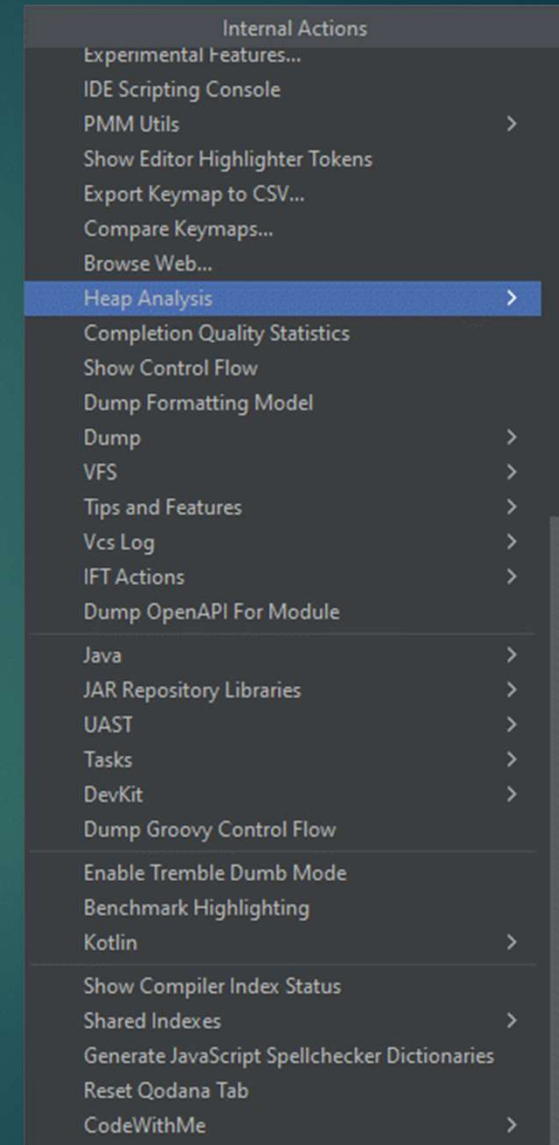 Internal Actions
Experimental Features...
IDE Scripting Console
PMM Utils
Show Editor Highlighter Tokens
Export Keymap to CSV...
Compare Keymaps...
Browse Web...
Heap Analysis
Completion Quality Statistics
Show Control Flow
Dump Formatting Model
Dump
VFS
Tips and Features
Vcs Log
IFT Actions
Dump OpenAPI For Module
Java
JAR Repository Libraries
UAST
Tasks
DevKit
Dump Groovy Control Flow
Enable Tremble Dumb Mode
Benchmark Highlighting
Kotlin
Show Compiler Index Status
Shared Indexes
Generate JavaScript Spellchecker Dictionaries
Reset Qodana Tab
CodeWithMe